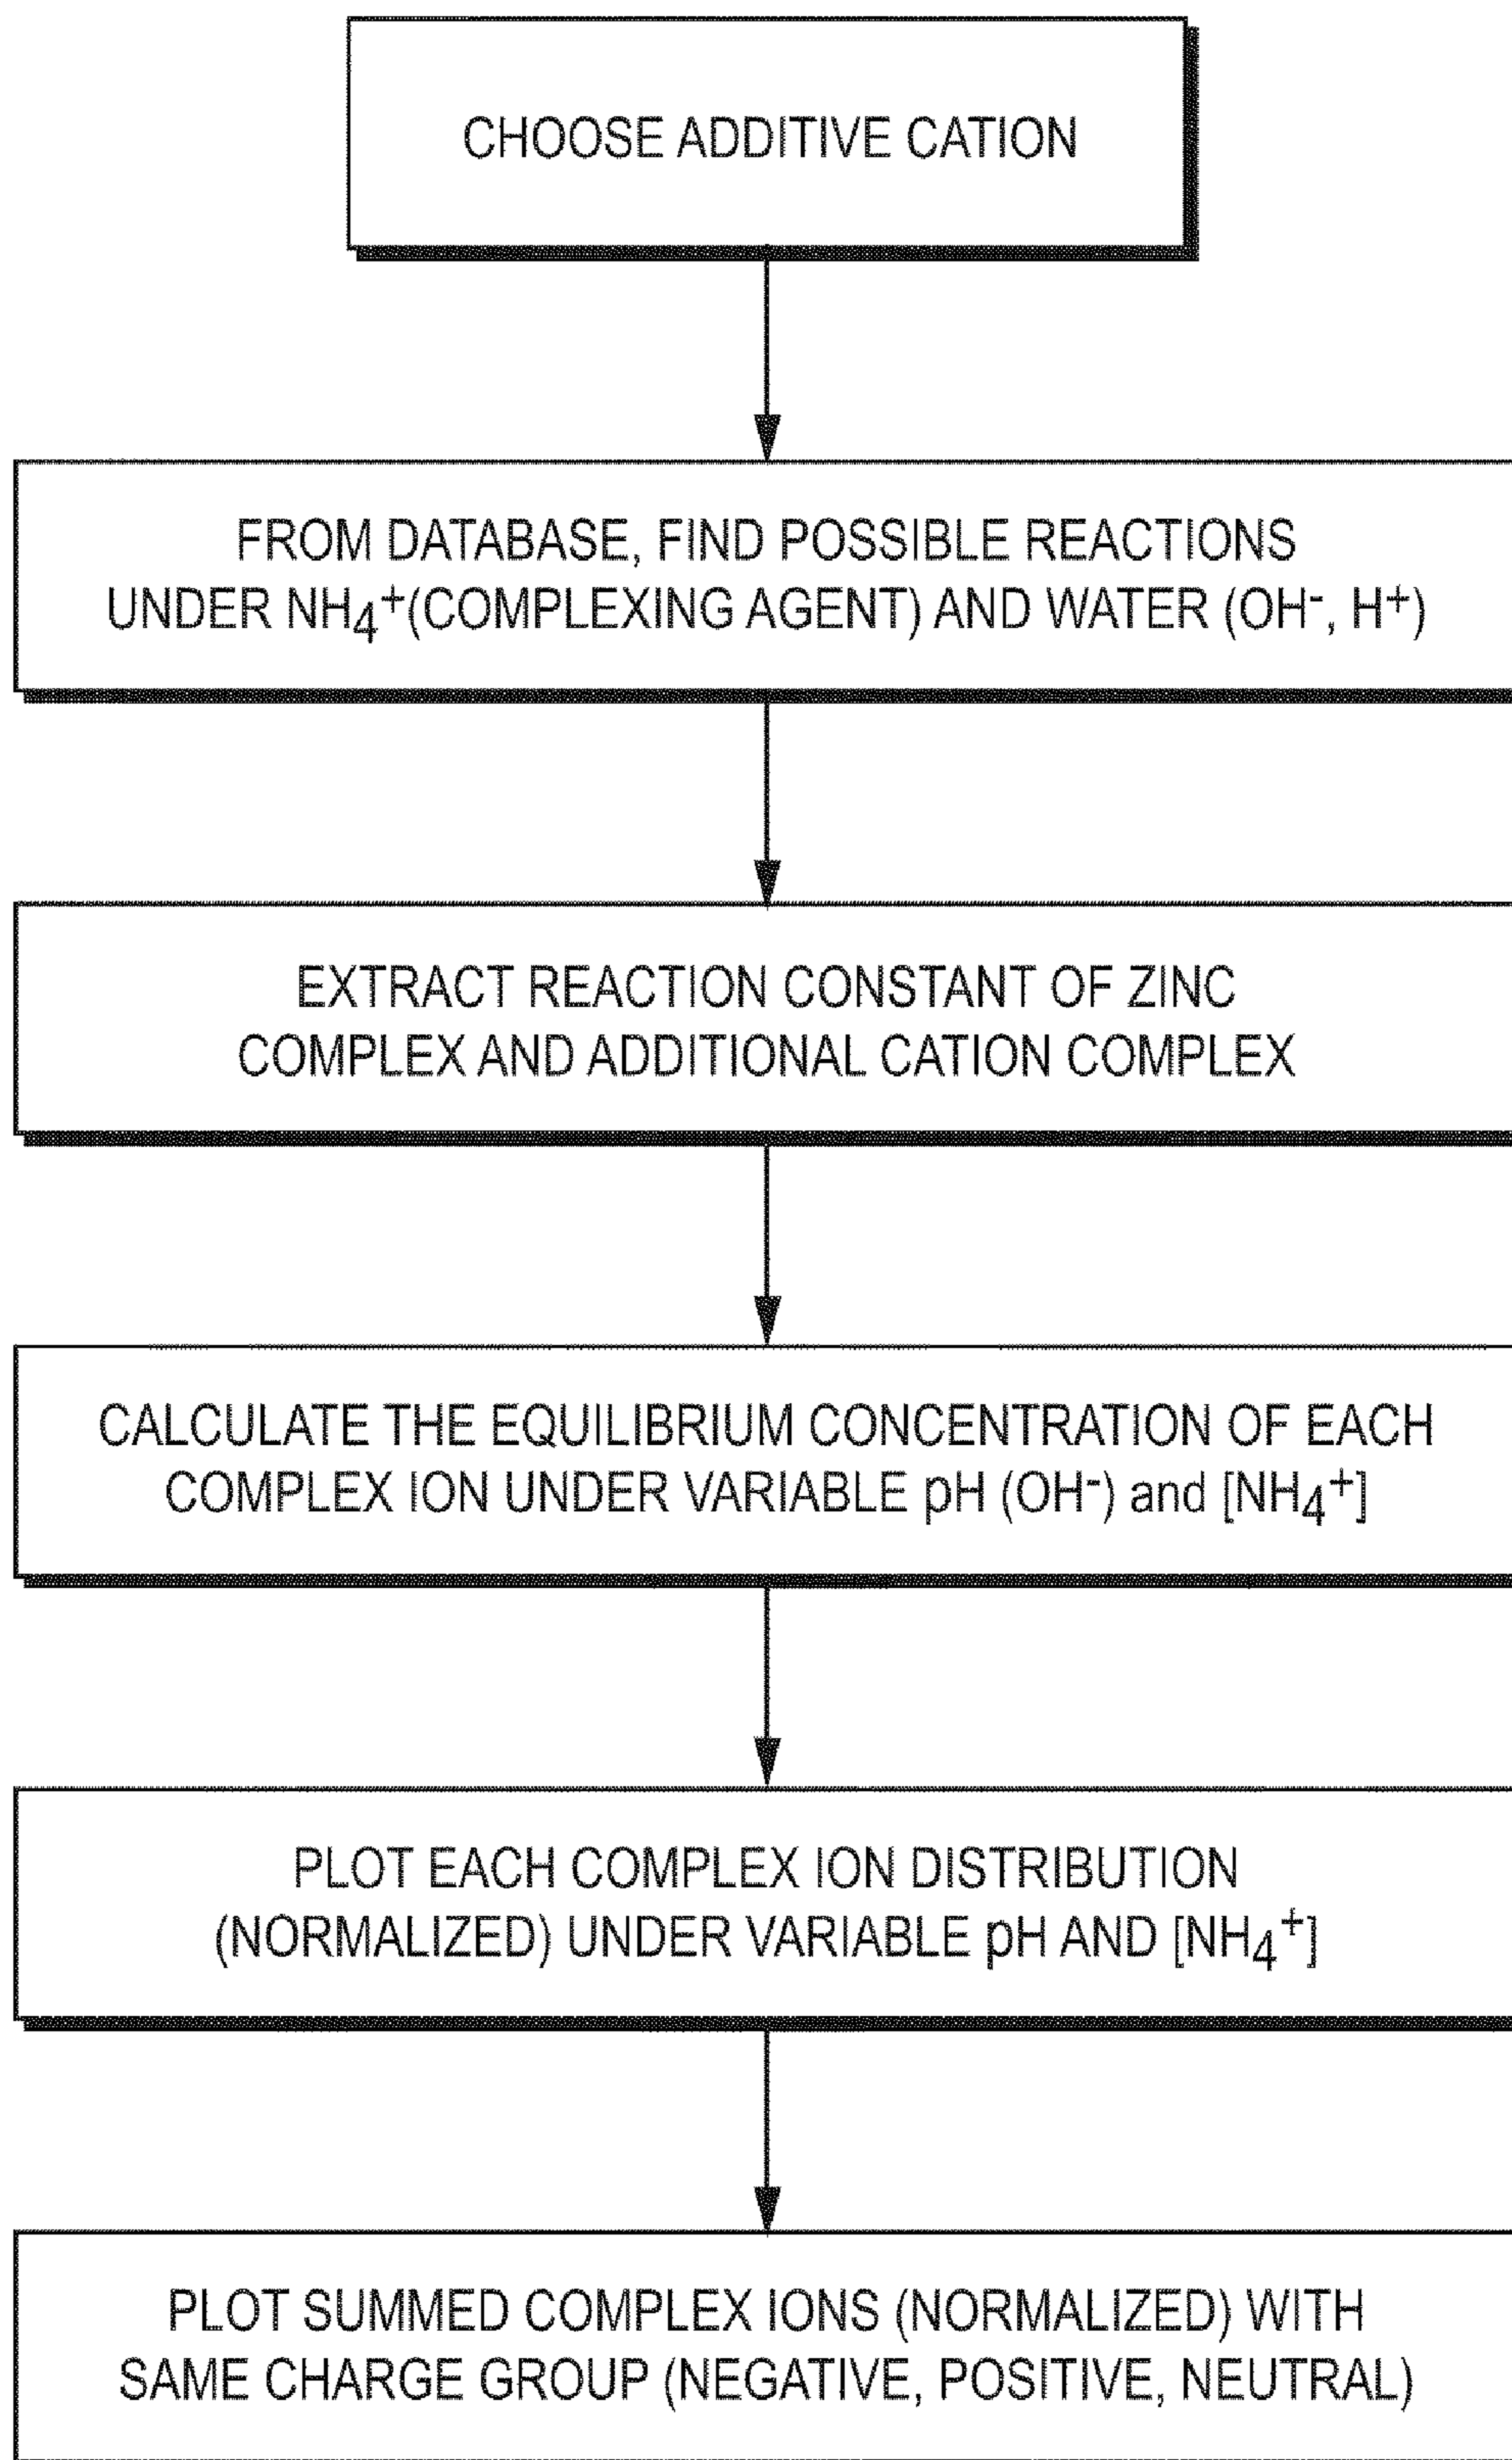 CHOOSE ADDITIVE CATION
FROM DATABASE, FIND POSSIBLE REACTIONS
UNDER NH₄⁺(COMPLEXING AGENT) AND WATER (OH⁻, H⁺)
EXTRACT REACTION CONSTANT OF ZINC
COMPLEX AND ADDITIONAL CATION COMPLEX
CALCULATE THE EQUILIBRIUM CONCENTRATION OF EACH
COMPLEX ION UNDER VARIABLE pH (OH⁻) and [NH₄⁺]
PLOT EACH COMPLEX ION DISTRIBUTION
(NORMALIZED) UNDER VARIABLE pH AND [NH₄⁺]
PLOT SUMMED COMPLEX IONS (NORMALIZED) WITH
SAME CHARGE GROUP (NEGATIVE, POSITIVE, NEUTRAL)